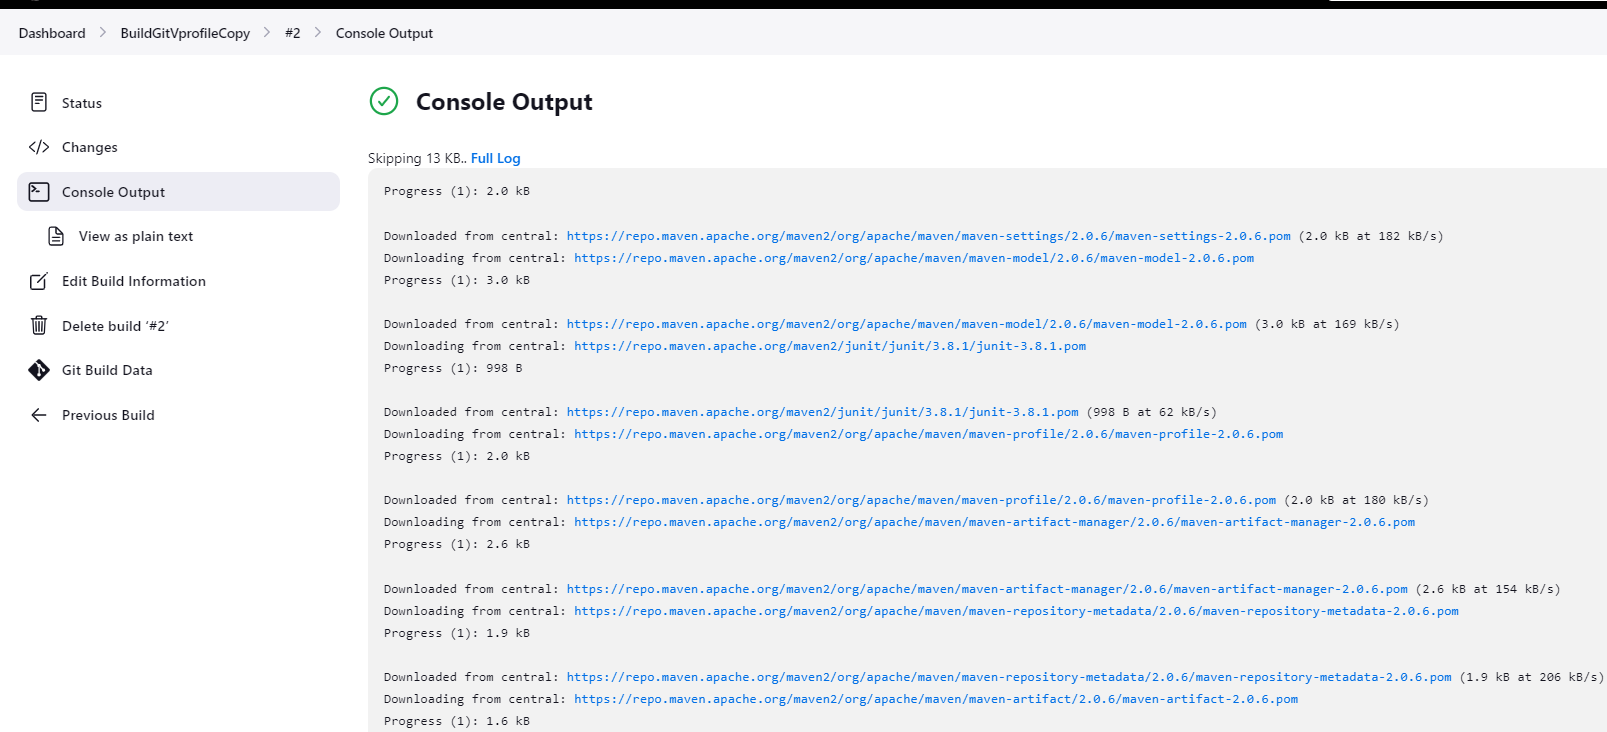 Dashboard > BuildGitVprofileCopy > #2 > Console Output
Status
Changes
Console Output
View as plain text
Edit Build Information
Delete build ‘#2’
Git Build Data
Previous Build
Console Output
Skipping 13 KB.. Full Log
Progress (1): 2.0 kB
Downloaded from central: https://repo.maven.apache.org/maven2/org/apache/maven/maven-settings/2.0.6/maven-settings-2.0.6.pom (2.0 kB at 182 kB/s)
Downloading from central: https://repo.maven.apache.org/maven2/org/apache/maven/maven-model/2.0.6/maven-model-2.0.6.pom
Progress (1): 3.0 kB
Downloaded from central: https://repo.maven.apache.org/maven2/org/apache/maven/maven-model/2.0.6/maven-model-2.0.6.pom (3.0 kB at 169 kB/s)
Downloading from central: https://repo.maven.apache.org/maven2/junit/junit/3.8.1/junit-3.8.1.pom
Progress (1): 998 B
Downloaded from central: https://repo.maven.apache.org/maven2/junit/junit/3.8.1/junit-3.8.1.pom (998 B at 62 kB/s)
Downloading from central: https://repo.maven.apache.org/maven2/org/apache/maven/maven-profile/2.0.6/maven-profile-2.0.6.pom
Progress (1): 2.0 kB
Downloaded from central: https://repo.maven.apache.org/maven2/org/apache/maven/maven-profile/2.0.6/maven-profile-2.0.6.pom (2.0 kB at 180 kB/s)
Downloading from central: https://repo.maven.apache.org/maven2/org/apache/maven/maven-artifact-manager/2.0.6/maven-artifact-manager-2.0.6.pom
Progress (1): 2.6 kB
Downloaded from central: https://repo.maven.apache.org/maven2/org/apache/maven/maven-artifact-manager/2.0.6/maven-artifact-manager-2.0.6.pom (2.6 kB at 154 kB/s)
Downloading from central: https://repo.maven.apache.org/maven2/org/apache/maven/maven-repository-metadata/2.0.6/maven-repository-metadata-2.0.6.pom
Progress (1): 1.9 kB
Downloaded from central: https://repo.maven.apache.org/maven2/org/apache/maven/maven-repository-metadata/2.0.6/maven-repository-metadata-2.0.6.pom (1.9 kB at 206 kB/s)
Downloading from central: https://repo.maven.apache.org/maven2/org/apache/maven/maven-artifact/2.0.6/maven-artifact-2.0.6.pom
Progress (1): 1.6 kB